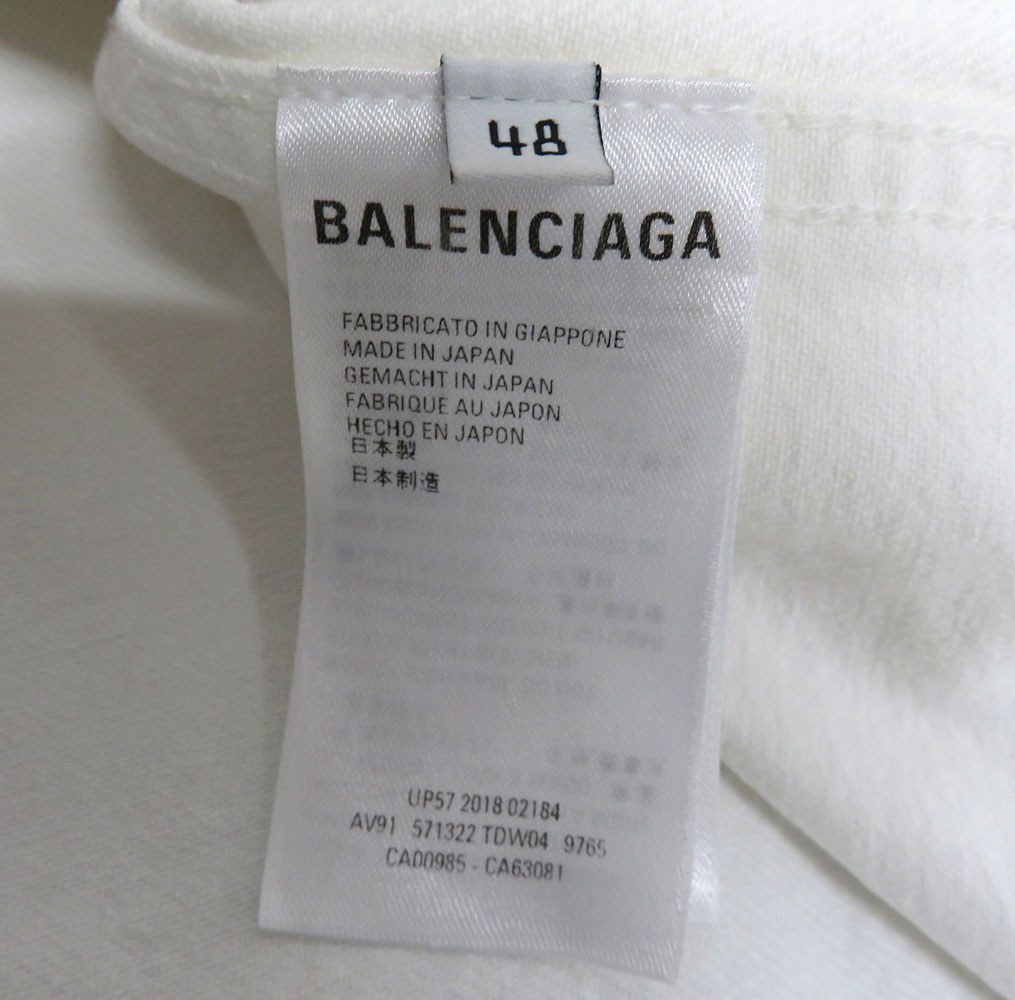 48
BALENCIAGA
FABBRICATO IN GIAPPONE
MADE IN JAPAN
GEMACHT IN JAPAN
FABRIQUE AU JAPON
HECHO EN JAPON
日本製
日本制造
UP57 2018 02184
AV91 571322 TDW04 9765
CA00985 - CA63081